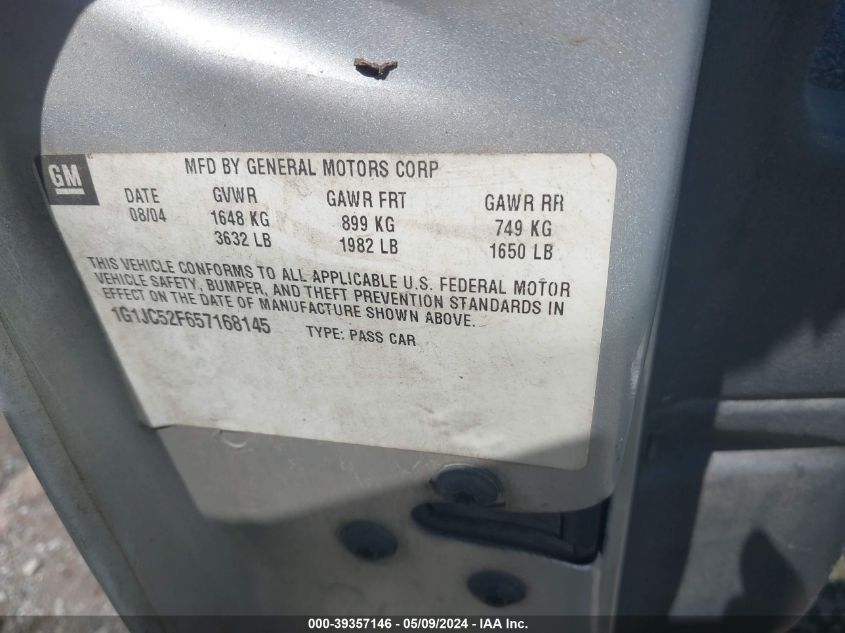 GM
MFD BY GENERAL MOTORS CORP
DATE GVWR GAWR FRT GAWR RR
08/04 1648 KG 899 KG 749 KG
3632 LB 1982 LB 1650 LB
THIS VEHICLE CONFORMS TO ALL APPLICABLE U.S. FEDERAL MOTOR
VEHICLE SAFETY, BUMPER, AND THEFT PREVENTION STANDARDS IN
EFFECT ON THE DATE OF MANUFACTURE SHOWN ABOVE.
1G1JC52F657168145 TYPE: PASS CAR
000-39357146 - 05/09/2024 - IAA Inc.